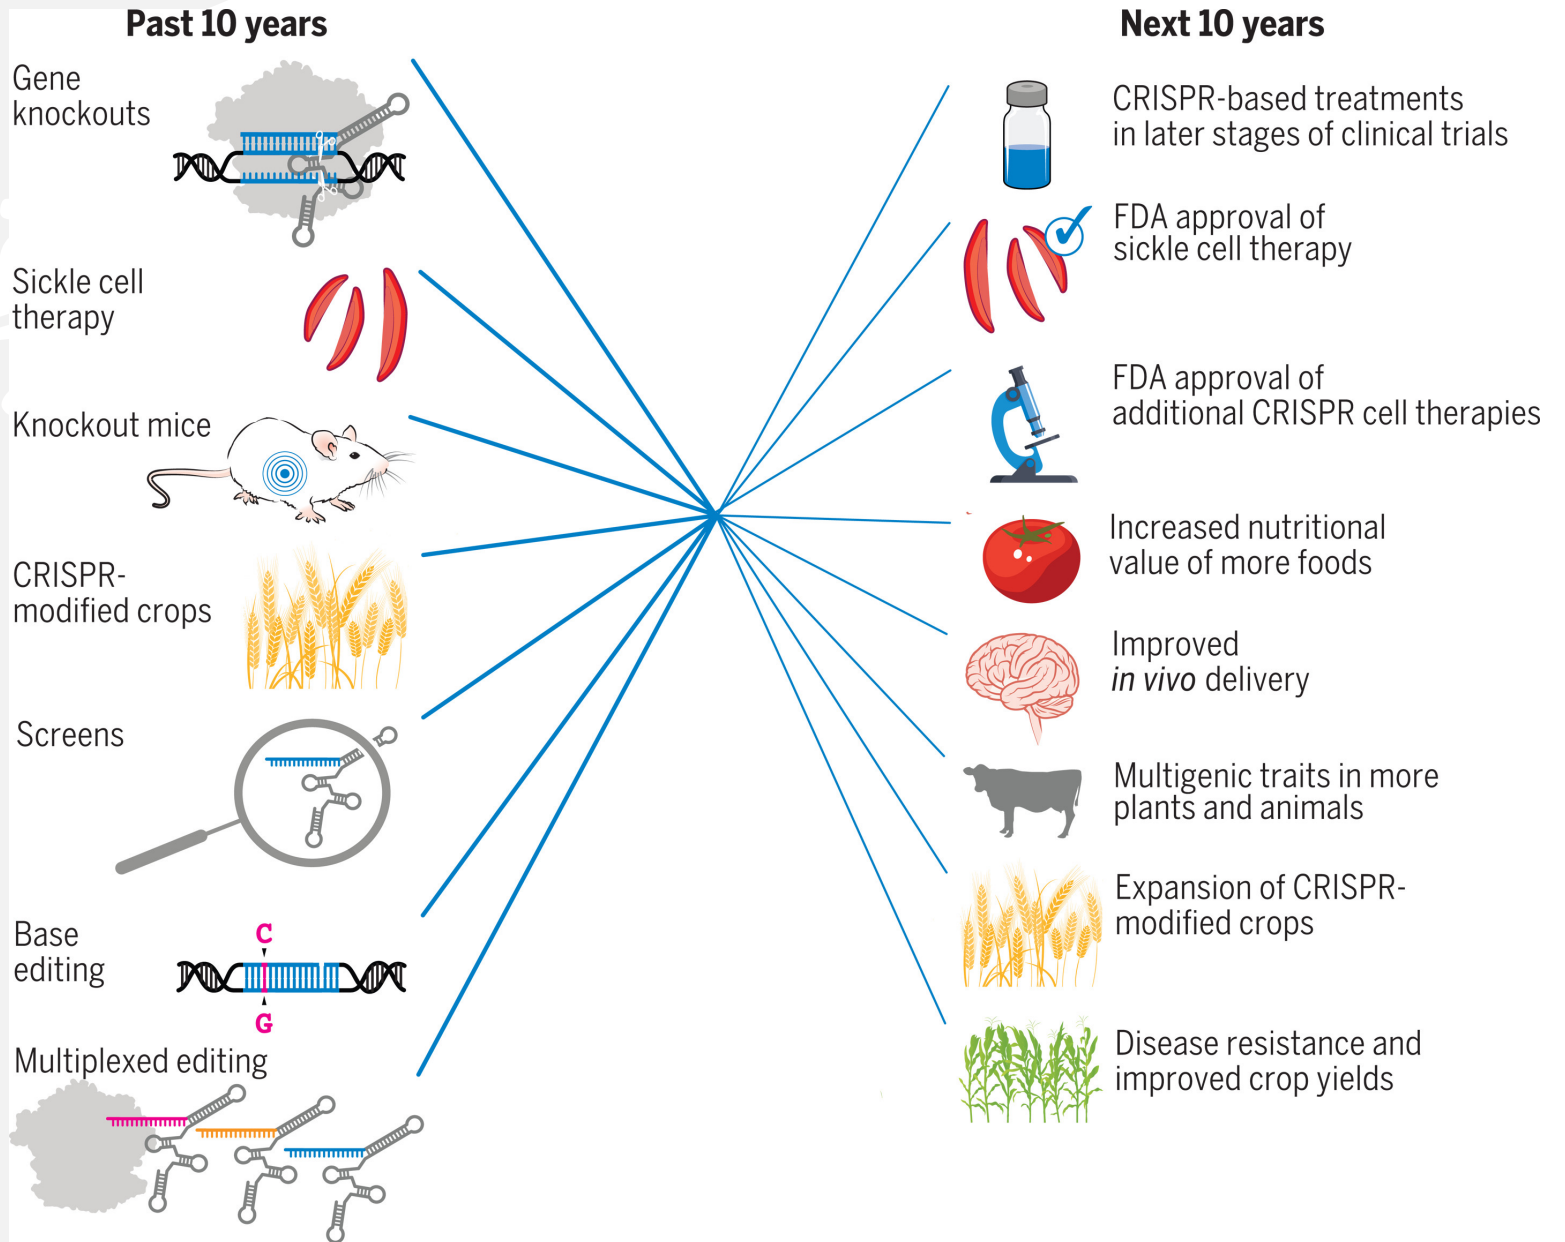 Past 10 years
Gene
knockouts
Sickle cell
therapy
Knockout mice
CRISPR-
modified crops
Screens
Base
editing
C
G
Multiplexed editing
Next 10 years
CRISPR-based treatments
in later stages of clinical trials
FDA approval of
sickle cell therapy
FDA approval of
additional CRISPR cell therapies
Increased nutritional
value of more foods
Improved
in vivo delivery
Multigenic traits in more
plants and animals
Expansion of CRISPR-
modified crops
Disease resistance and
improved crop yields